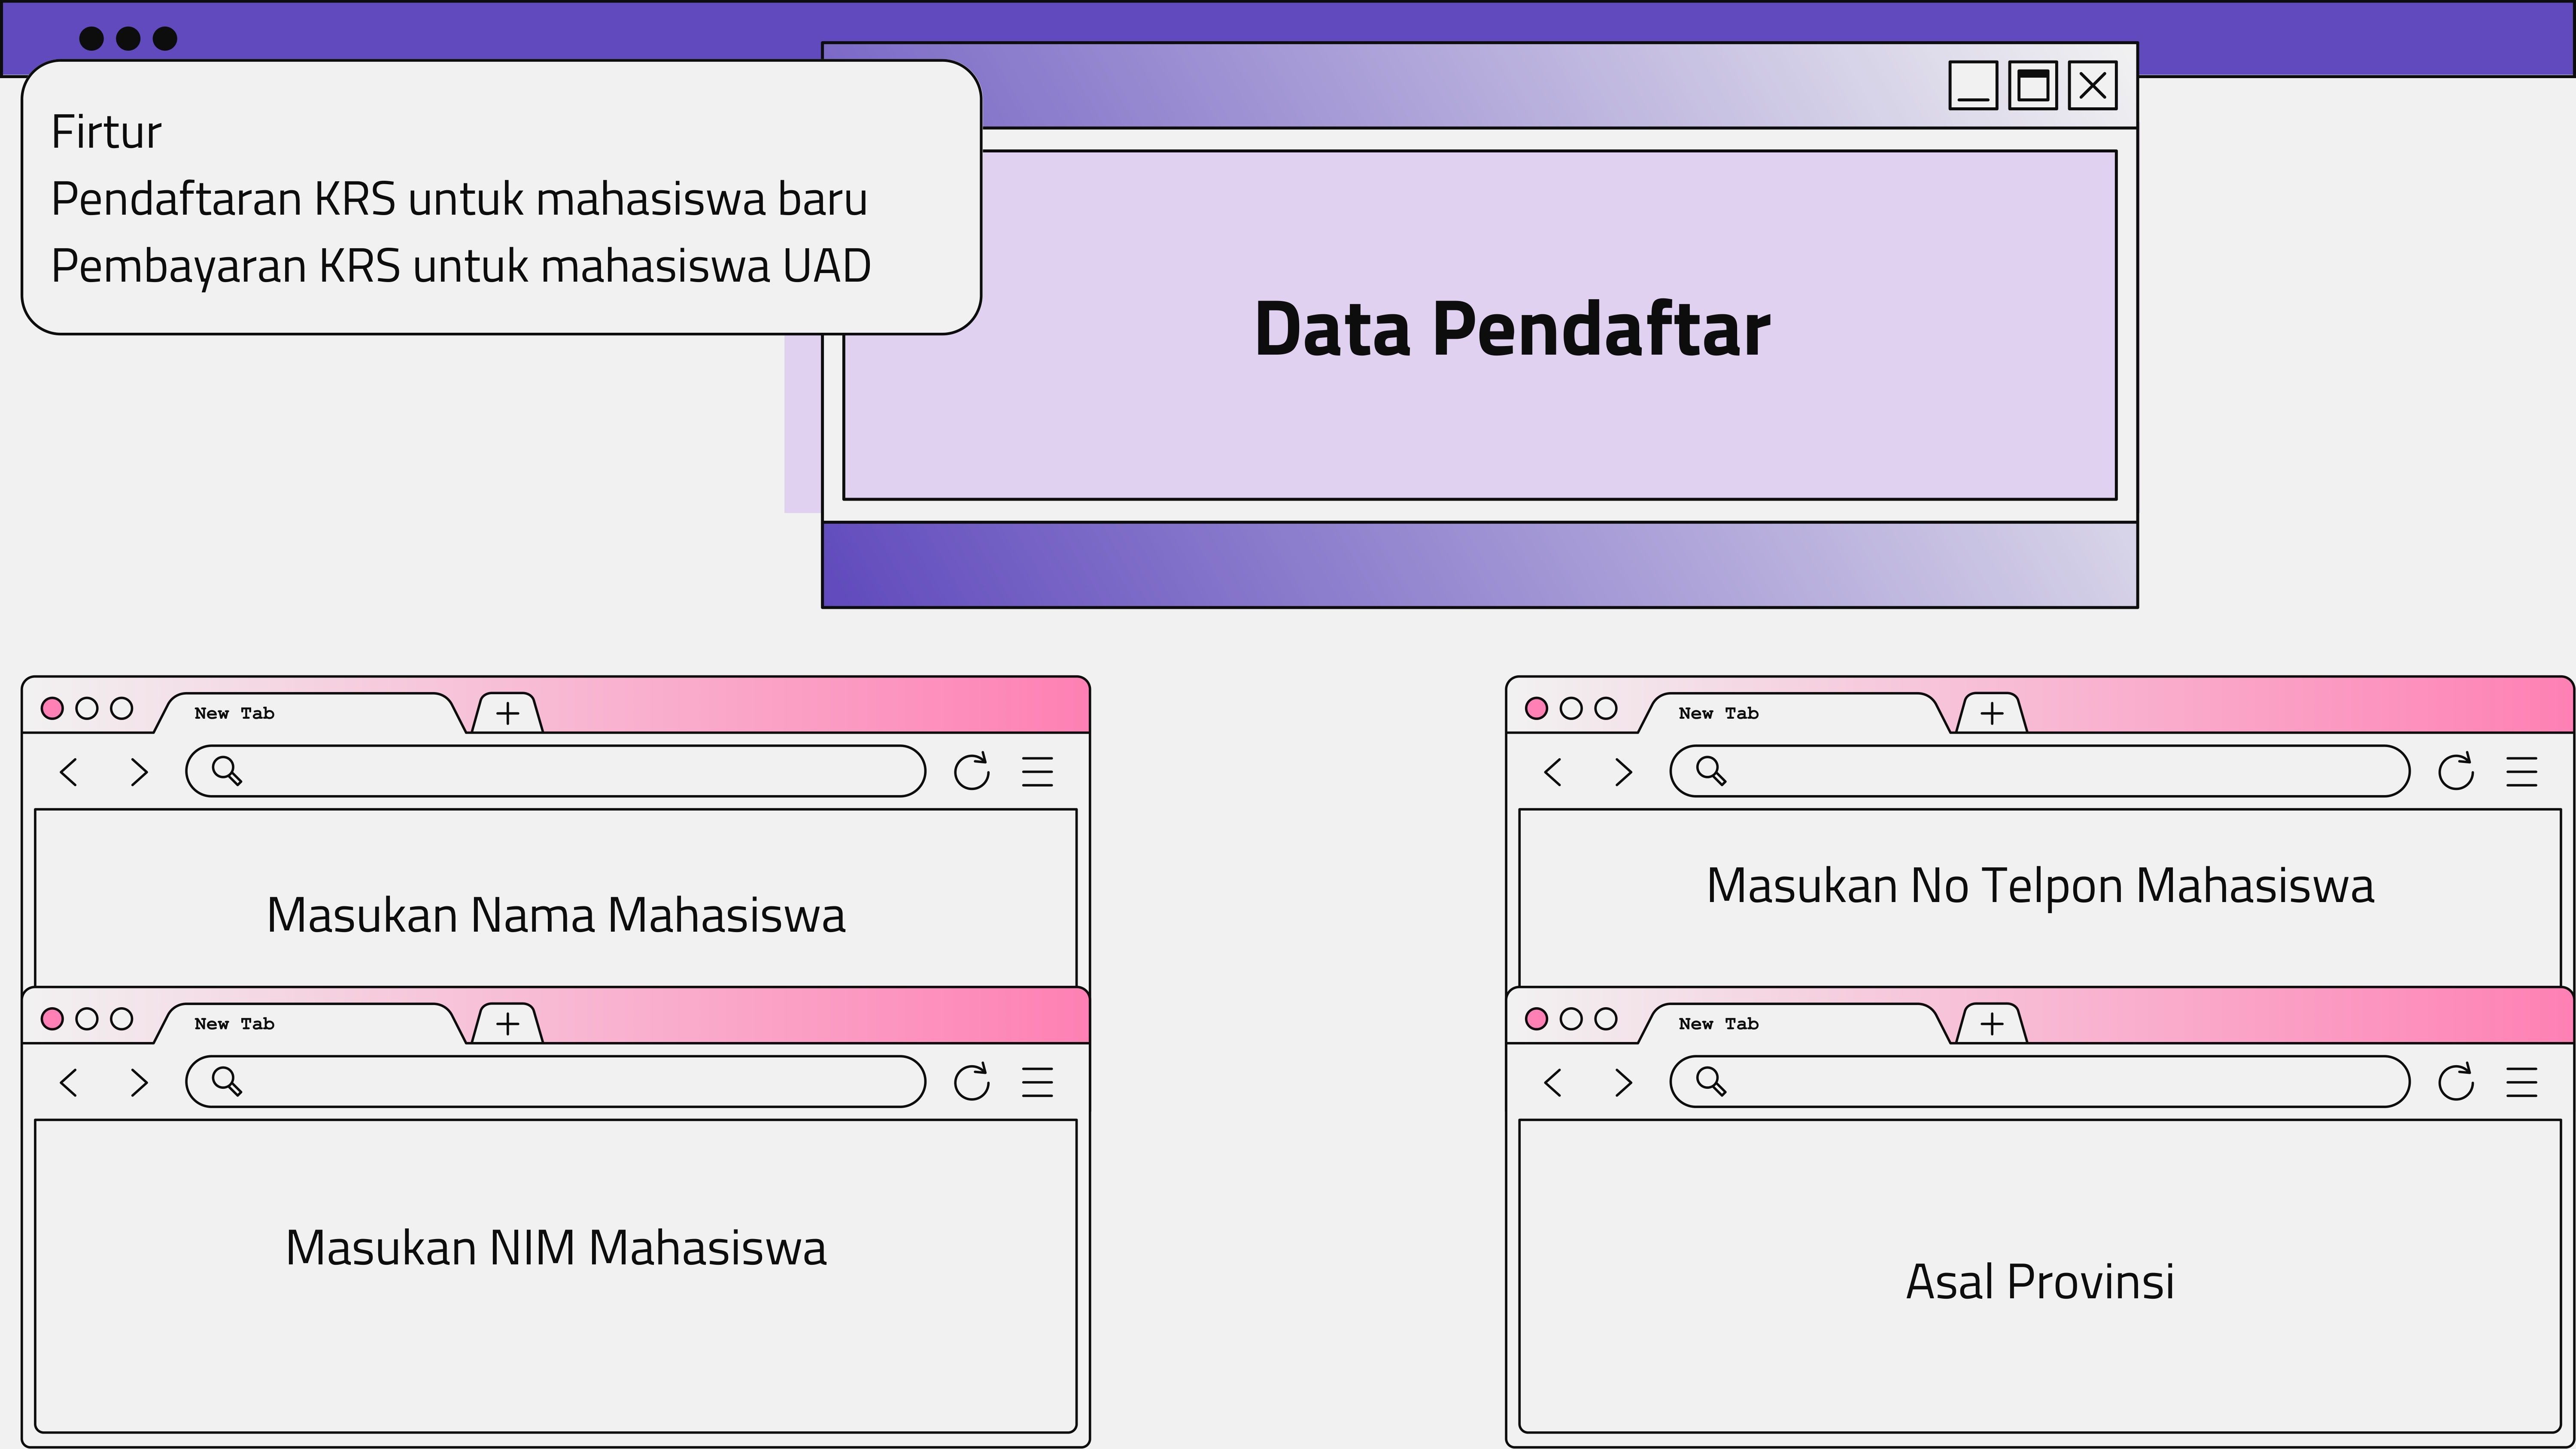 Firtur
Pendaftaran KRS untuk mahasiswa baru
Pembayaran KRS untuk mahasiswa UAD
Data Pendaftar
New Tab
Masukan Nama Mahasiswa
New Tab
Masukan No Telpon Mahasiswa
New Tab
Masukan NIM Mahasiswa
New Tab
Asal Provinsi